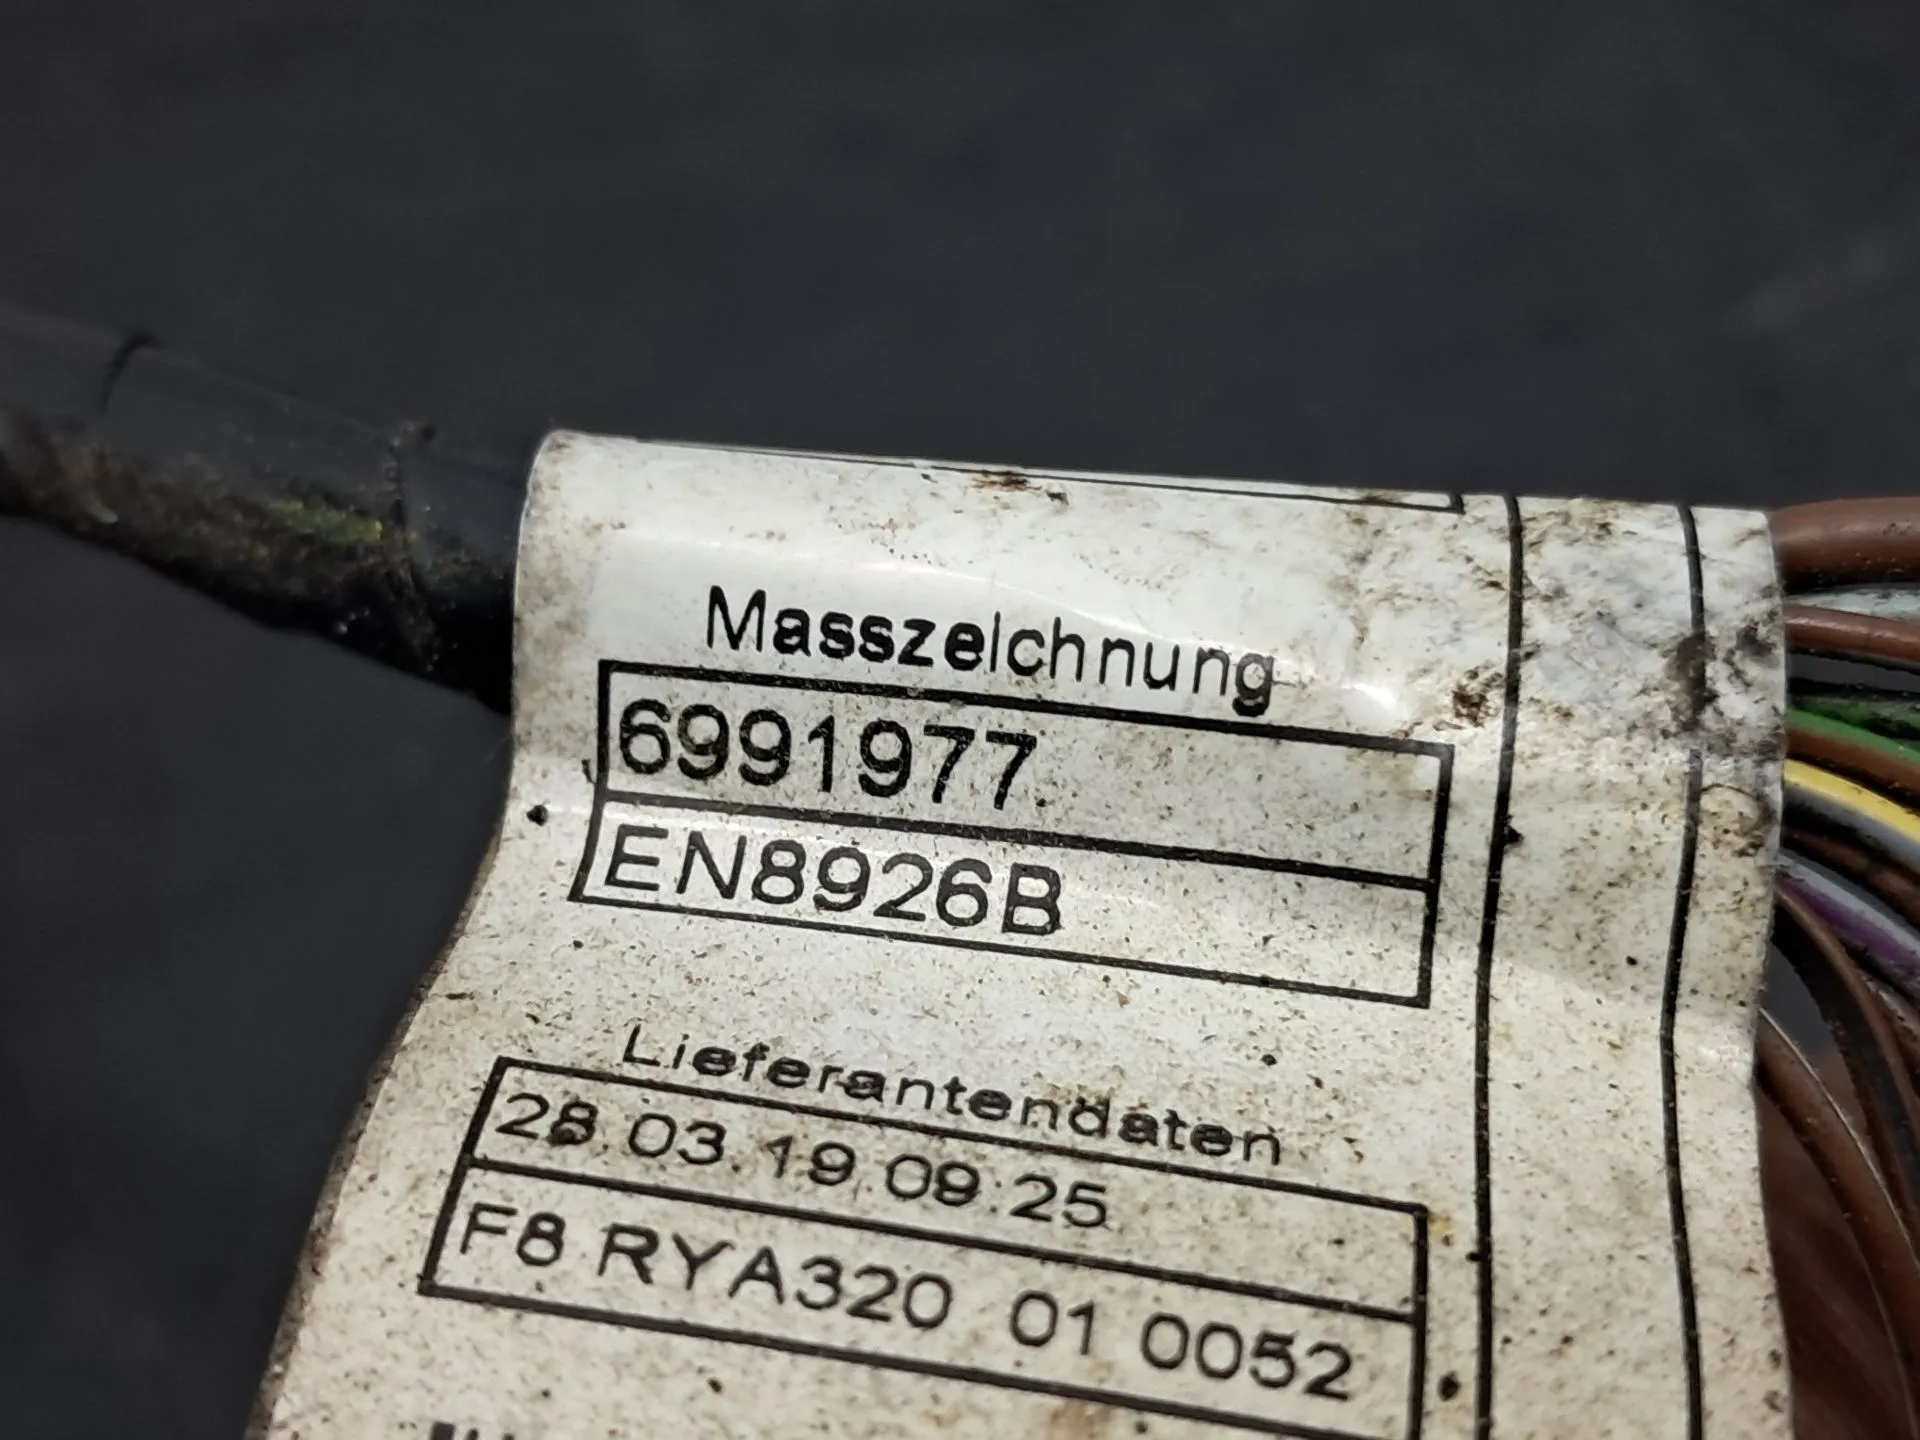 Masszeichnung
6991977
EN8926B
Lieferantendaten
28.03.19 09:25
F8 RYA320 01 0052